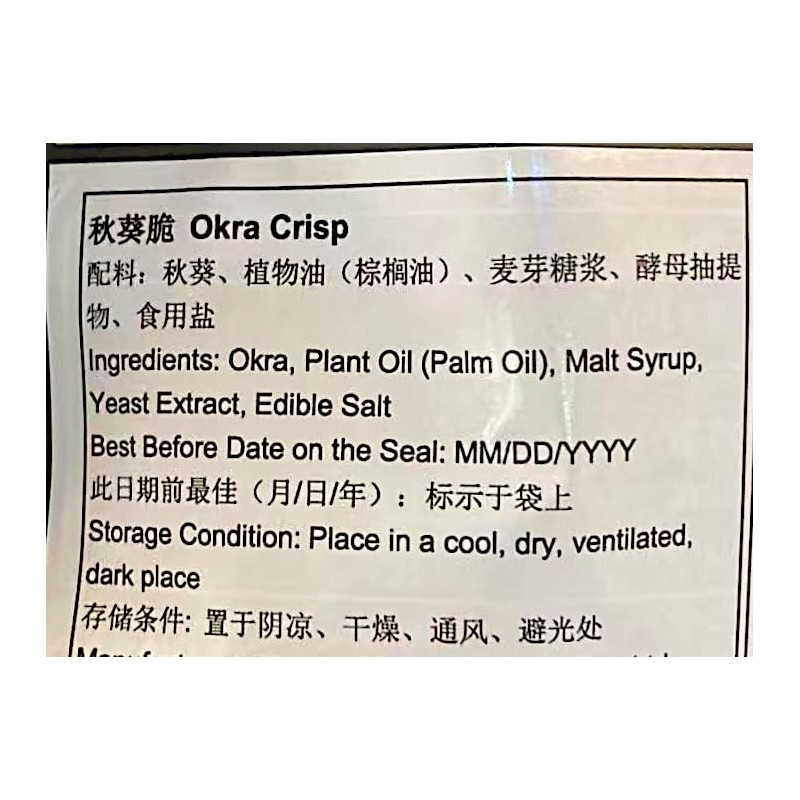 秋葵脆 Okra Crisp
配料：秋葵、植物油（棕榈油）、麦芽糖浆、酵母抽提
物、食用盐
Ingredients: Okra, Plant Oil (Palm Oil), Malt Syrup,
Yeast Extract, Edible Salt
Best Before Date on the Seal: MM/DD/YYYY
此日期前最佳（月/日/年）：标示于袋上
Storage Condition: Place in a cool, dry, ventilated,
dark place
存储条件: 置于阴凉、干燥、通风、避光处